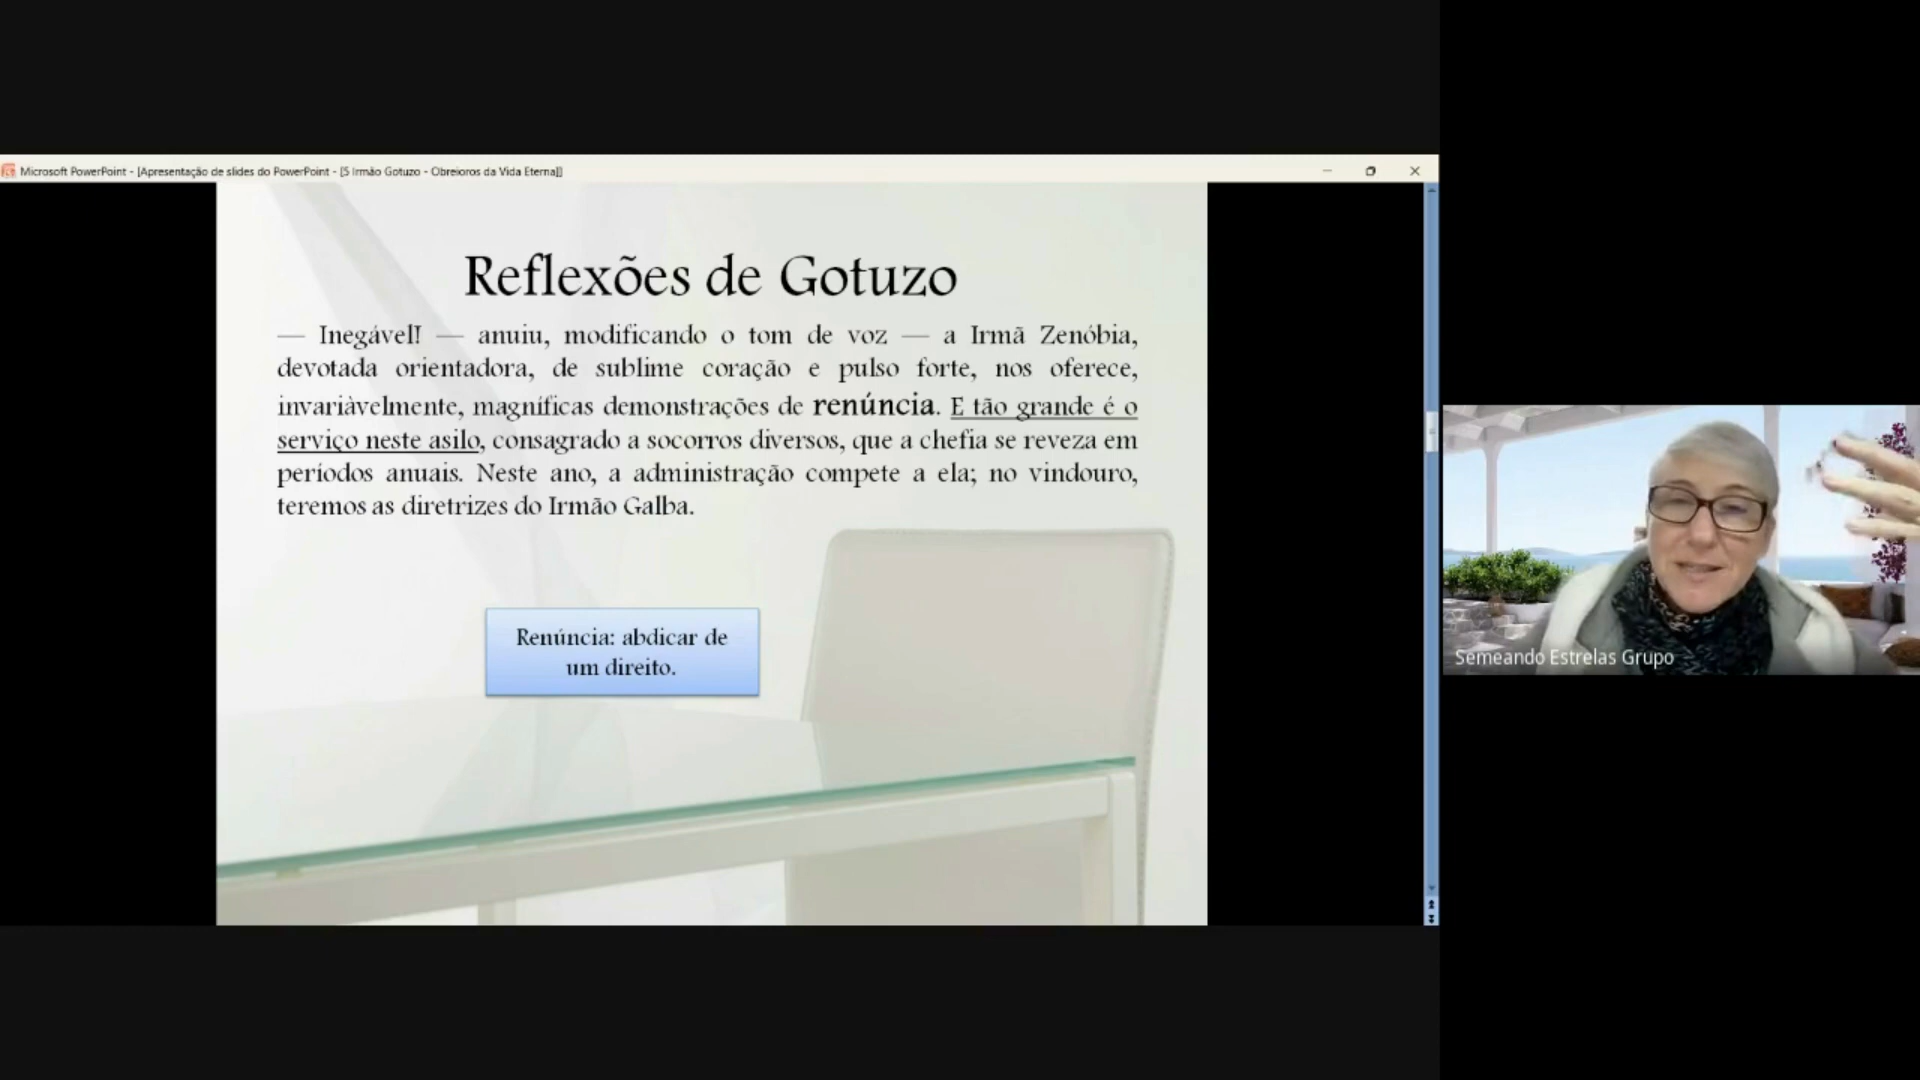 Microsoft PowerPoint - [Apresentação de slides do PowerPoint - [5 Irmão Gotuzo - Obreioros da Vida Eterna]]
Reflexões de Gotuzo
— Inegável! — anuiu, modificando o tom de voz — a Irmã Zenóbia,
devotada orientadora, de sublime coração e pulso forte, nos oferece,
invariàvelmente, magníficas demonstrações de renúncia. E tão grande é o
serviço neste asilo, consagrado a socorros diversos, que a chefia se reveza em
períodos anuais. Neste ano, a administração compete a ela; no vindouro,
teremos as diretrizes do Irmão Galba.
Renúncia: abdicar de
um direito.
Semeando Estrelas Grupo